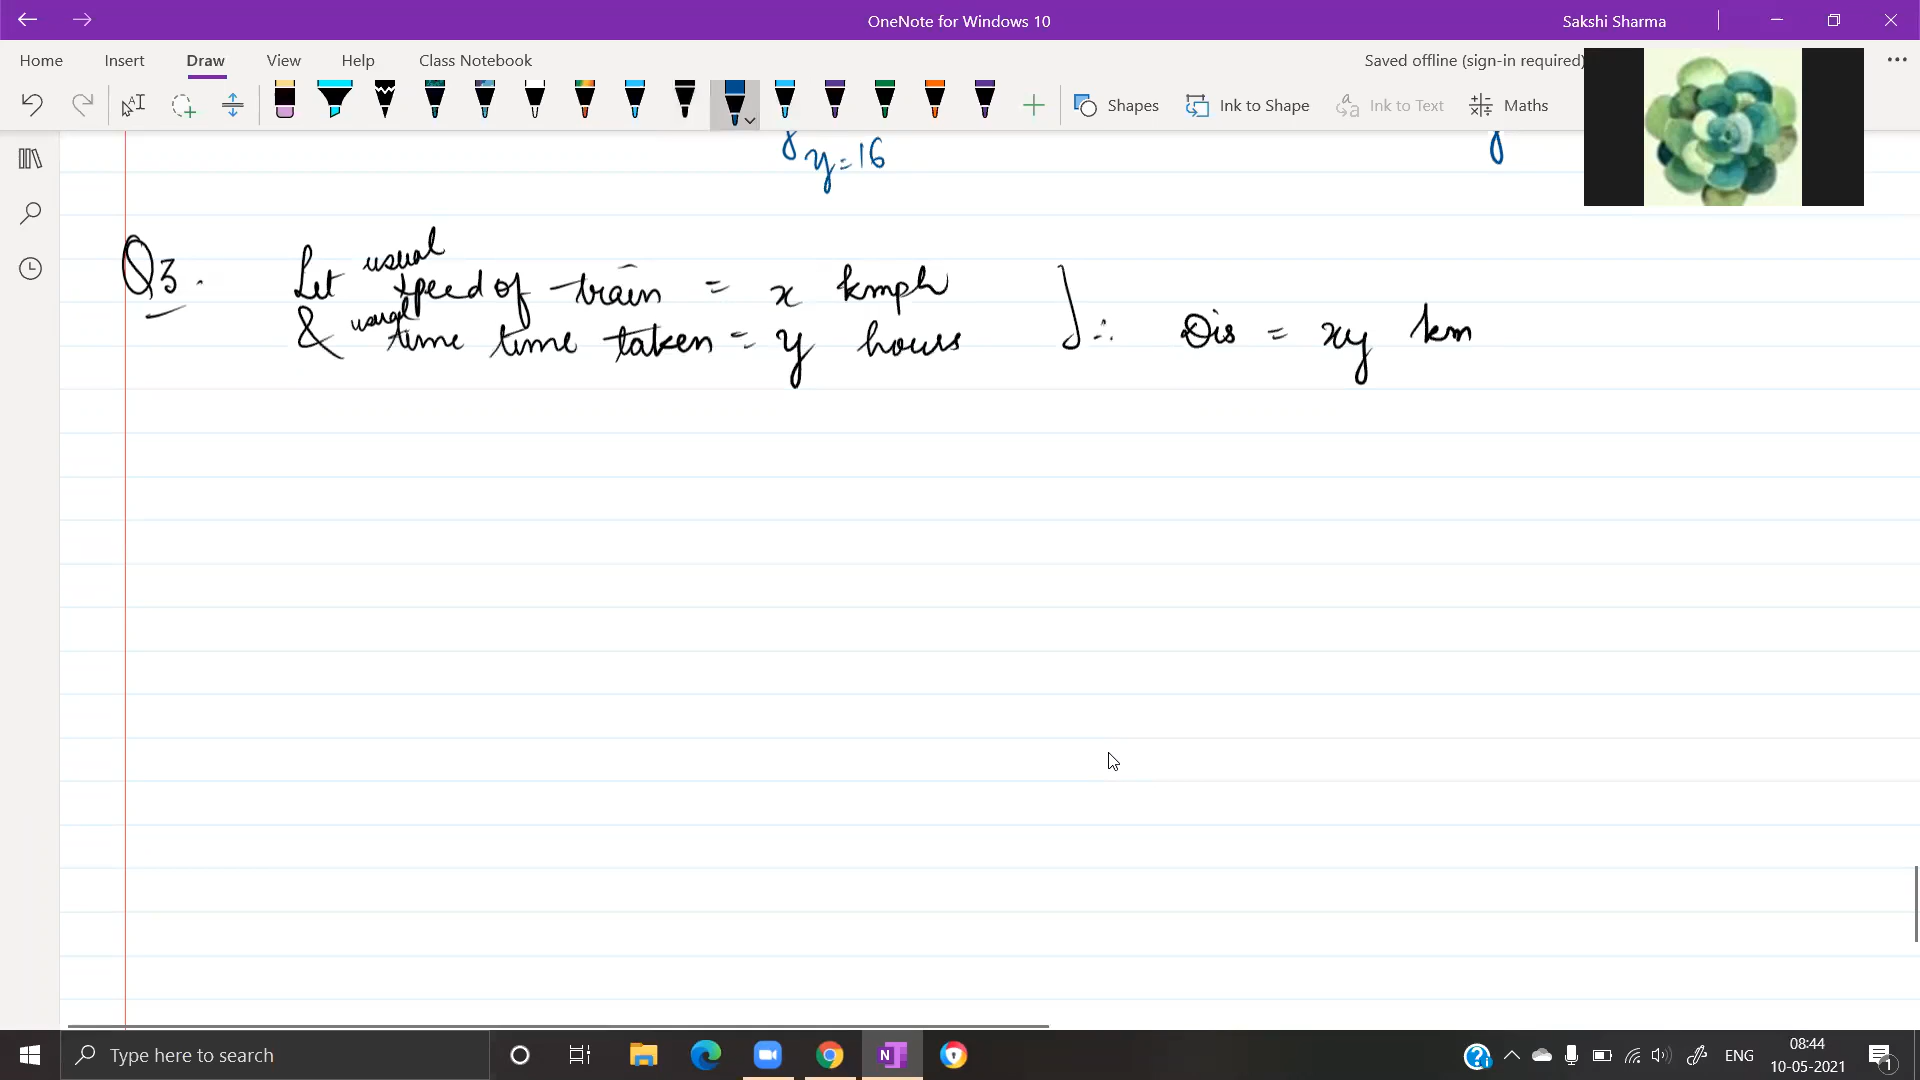 OneNote for Windows 10
Sakshi Sharma
Home Insert Draw View Help Class Notebook
Saved offline (sign-in required)
Shapes Ink to Shape Ink to Text Maths
y=16
Q3. Let usual speed of train = x kmph
& usual time time taken = y hours ∴ Dis = xy km
Type here to search
ENG
08:44
10-05-2021
1